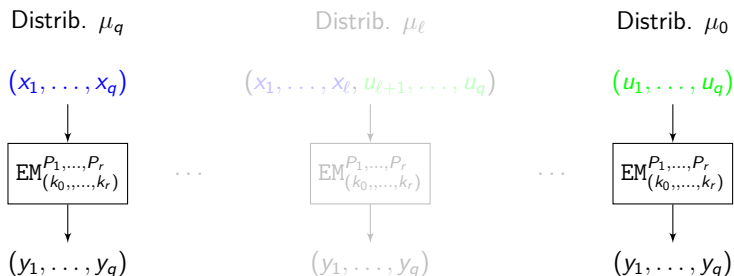 Distrib. μ_q Distrib. μ_ℓ Distrib. μ_0
(x_1, . . . , x_q) (x_1, . . . , x_ℓ, u_{ℓ+1}, . . . , u_q) (u_1, . . . , u_q)
EM^{P_1,...,P_r}_{(k_0,,...,k_r)} · · · EM^{P_1,...,P_r}_{(k_0,,...,k_r)} · · · EM^{P_1,...,P_r}_{(k_0,,...,k_r)}
(y_1, . . . , y_q) (y_1, . . . , y_q) (y_1, . . . , y_q)